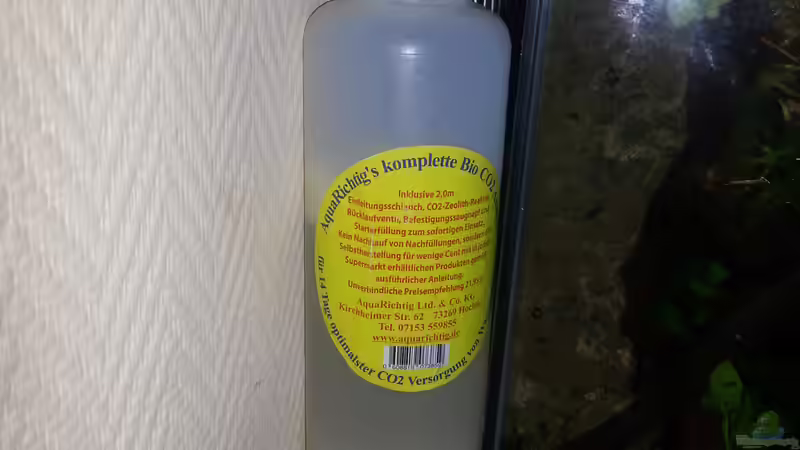 AquaRichtig's komplette Bio CO2
Inklusive 2,0m
Einleitungsschlauch, CO2-Zeolith-
Rücklaufventil, Befestigungssaugnapf und
Starterfüllung zum sofortigen Einsatz.
Kein Nachkauf von Nachfüllungen, sondern
Selbstherstellung für wenige Cent mit
Supermarkt erhältlichen Produkten gemäß
ausführlicher Anleitung.
Unverbindliche Preisempfehlung
AquaRichtig Ltd. & Co. KG
Kirchheimer Str. 62 73269
Tel. 07153 559855
www.aquarichtig.de
für 14 Tage optimalster CO2 Versorgung von